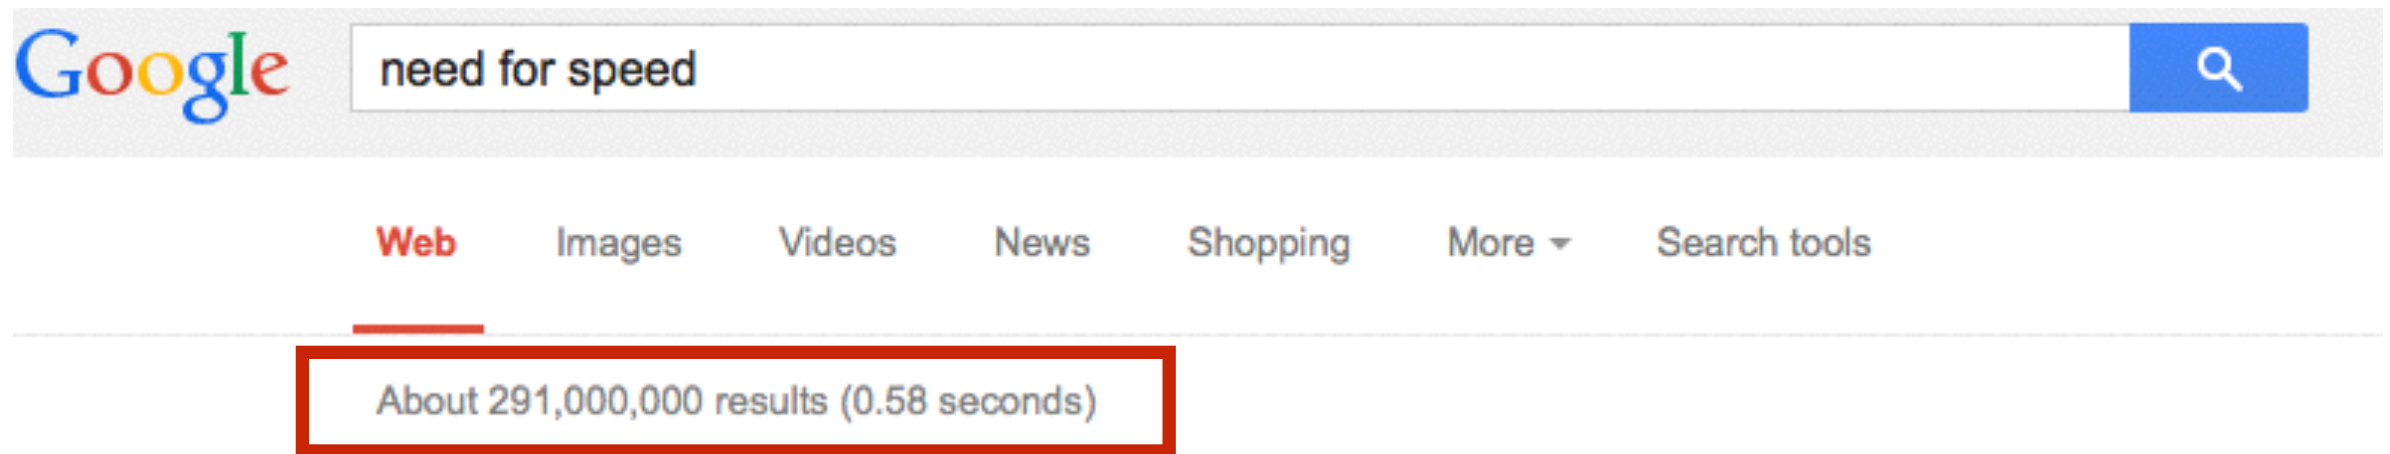 Google need for speed
Web Images Videos News Shopping More Search tools
About 291,000,000 results (0.58 seconds)